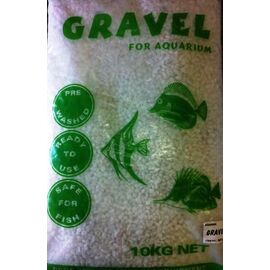 GRAVEL
FOR AQUARIUM
PRE
WASHED
READY
TO
USE
SAFE
FOR
FISH
GRAVEL
10KG NET